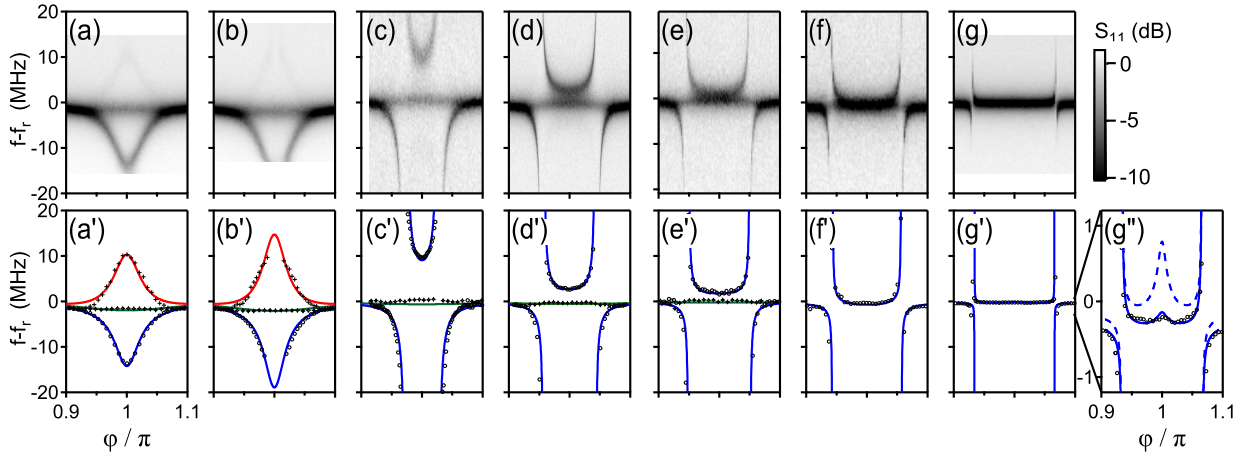 (a) (b) (c) (d) (e) (f) (g)
S11 (dB)
0
-5
-10
f-fr (MHz)
20
10
0
-10
-20
(a') (b') (c') (d') (e') (f') (g') (g")
f-fr (MHz)
20
10
0
-10
-20
0
-1
0.9 1 1.1
0.9 1 1.1
φ / π
φ / π